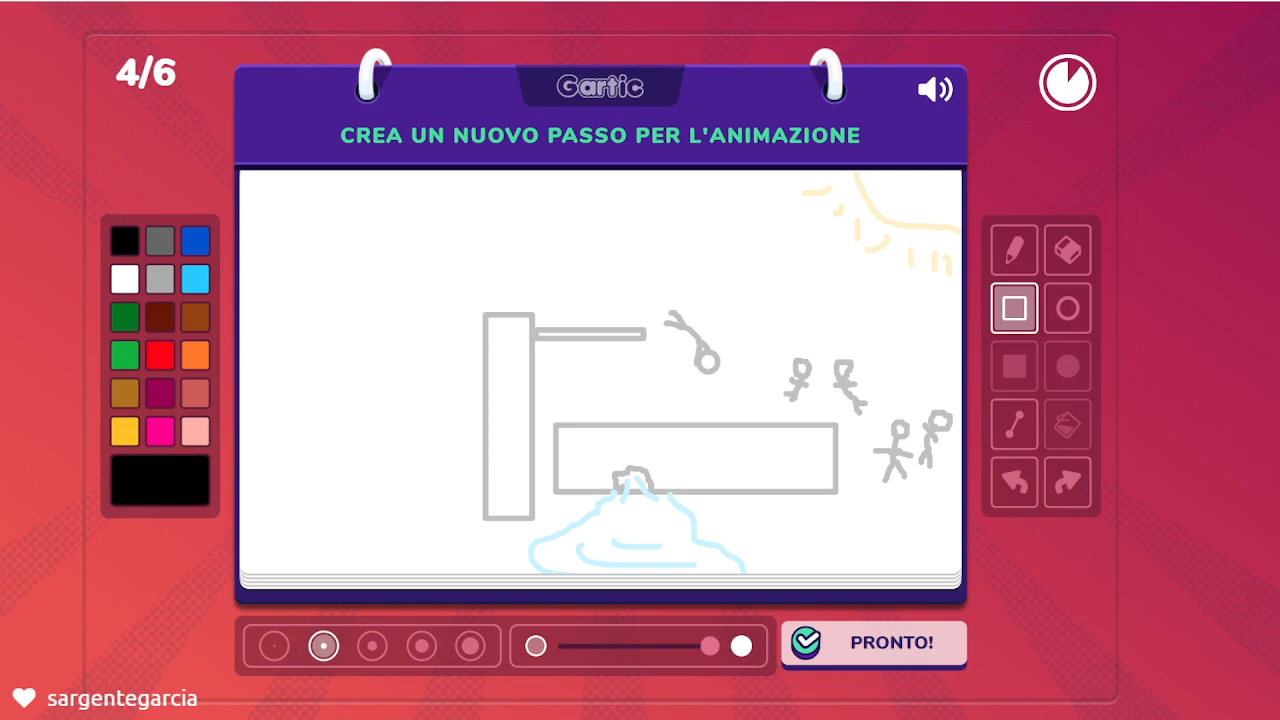 4/6
Gartic
CREA UN NUOVO PASSO PER L'ANIMAZIONE
PRONTO!
sargentegarcia